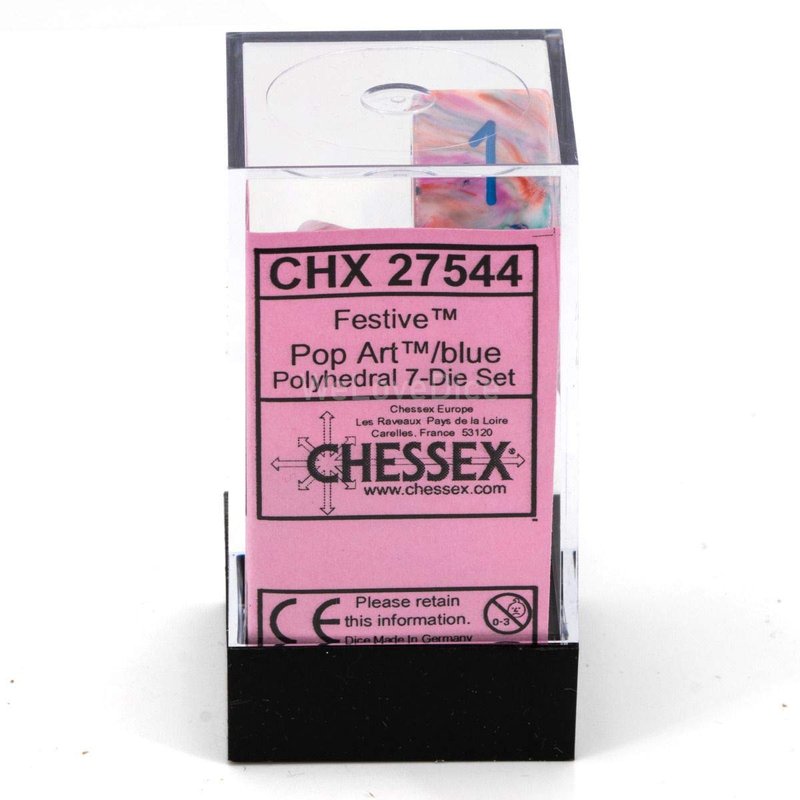 1
CHX 27544
Festive™
Pop Art™/blue
Polyhedral 7-Die Set
WeLoveDice
Chessex Europe
Les Raveaux Pays de la Loire
Carelles, France 53120
CHESSEX®
www.chessex.com
CE
Please retain
this information.
0-3
Dice Made In Germany